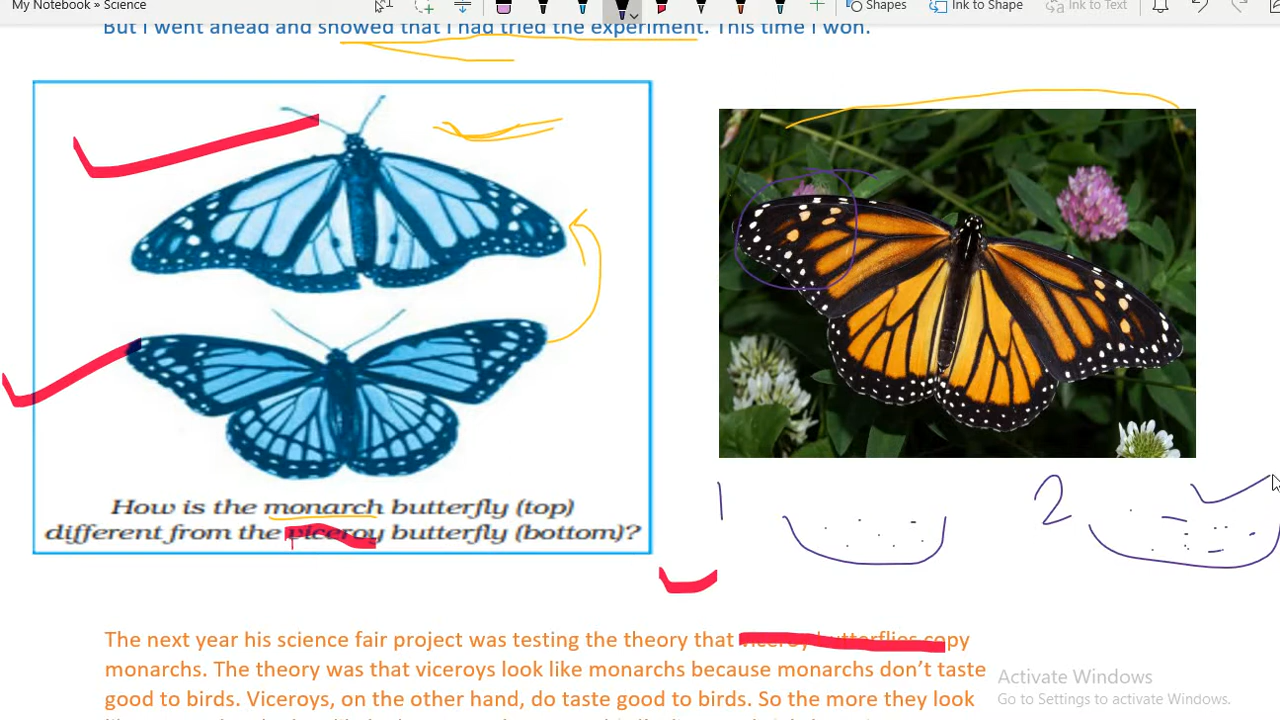 My Notebook » Science
Shapes
Ink to Shape
Ink to Text
But I went ahead and showed that I had tried the experiment. This time I won.
How is the monarch butterfly (top)
different from the viceroy butterfly (bottom)?
1
2
The next year his science fair project was testing the theory that viceroy butterflies copy
monarchs. The theory was that viceroys look like monarchs because monarchs don't taste
good to birds. Viceroys, on the other hand, do taste good to birds. So the more they look
Activate Windows
Go to Settings to activate Windows.